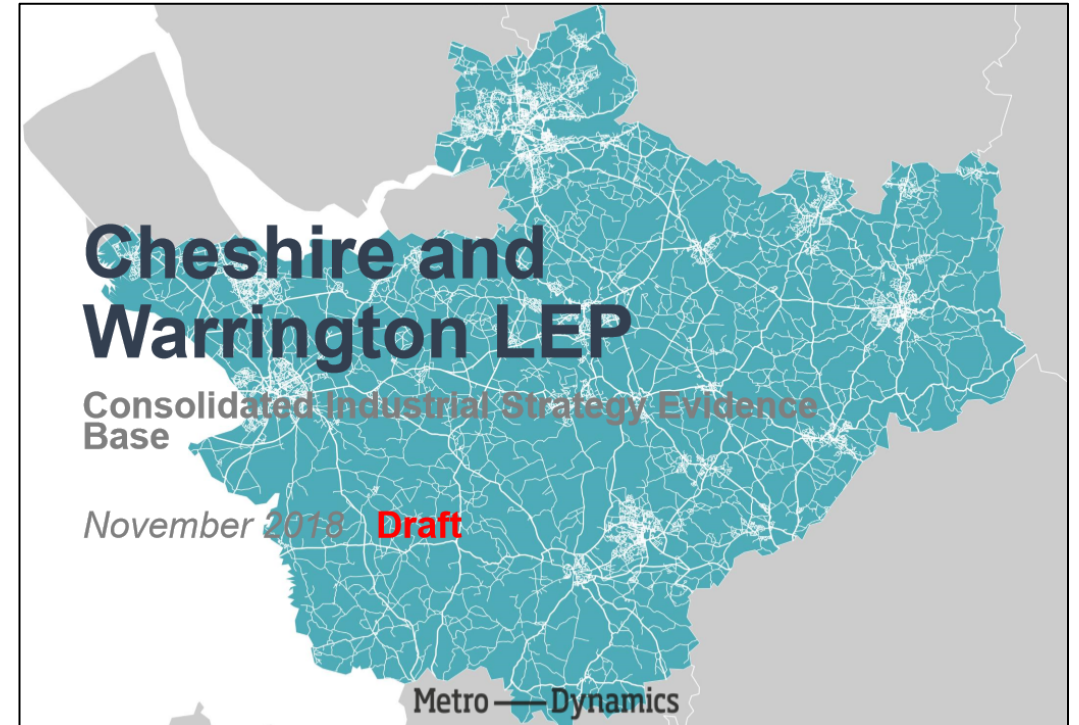 Cheshire and
Warrington LEP
Consolidated Industrial Strategy Evidence
Base
November 2018 Draft
Metro — Dynamics